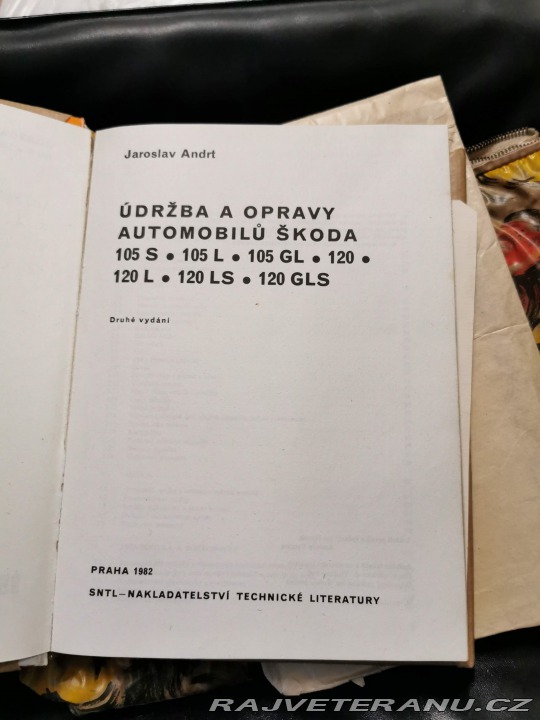 Jaroslav Andrt
ÚDRŽBA A OPRAVY
AUTOMOBILŮ ŠKODA
105 S • 105 L • 105 GL • 120 •
120 L • 120 LS • 120 GLS
Druhé vydání
PRAHA 1982
SNTL–NAKLADATELSTVÍ TECHNICKÉ LITERATURY
RAJVETERANU.CZ